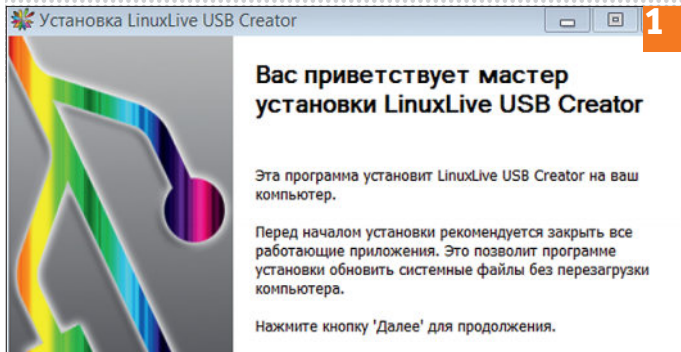 Установка LinuxLive USB Creator
1
Вас приветствует мастер
установки LinuxLive USB Creator
Эта программа установит LinuxLive USB Creator на ваш
компьютер.
Перед началом установки рекомендуется закрыть все
работающие приложения. Это позволит программе
установки обновить системные файлы без перезагрузки
компьютера.
Нажмите кнопку 'Далее' для продолжения.